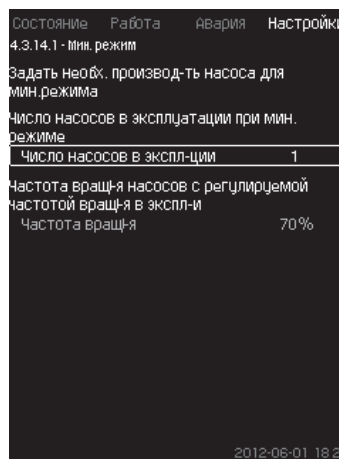 Состояние Работа Авария Настройки
4.3.14.1 - Мин. режим
Задать необх. производ-ть насоса для
мин.режима
Число насосов в эксплуатации при мин.
режиме
Число насосов в экспл-ции 1
Частота вращ-я насосов с регулируемой
частотой вращ-я в экспл-и
Частота вращ-я 70%
2012-06-01 18:2